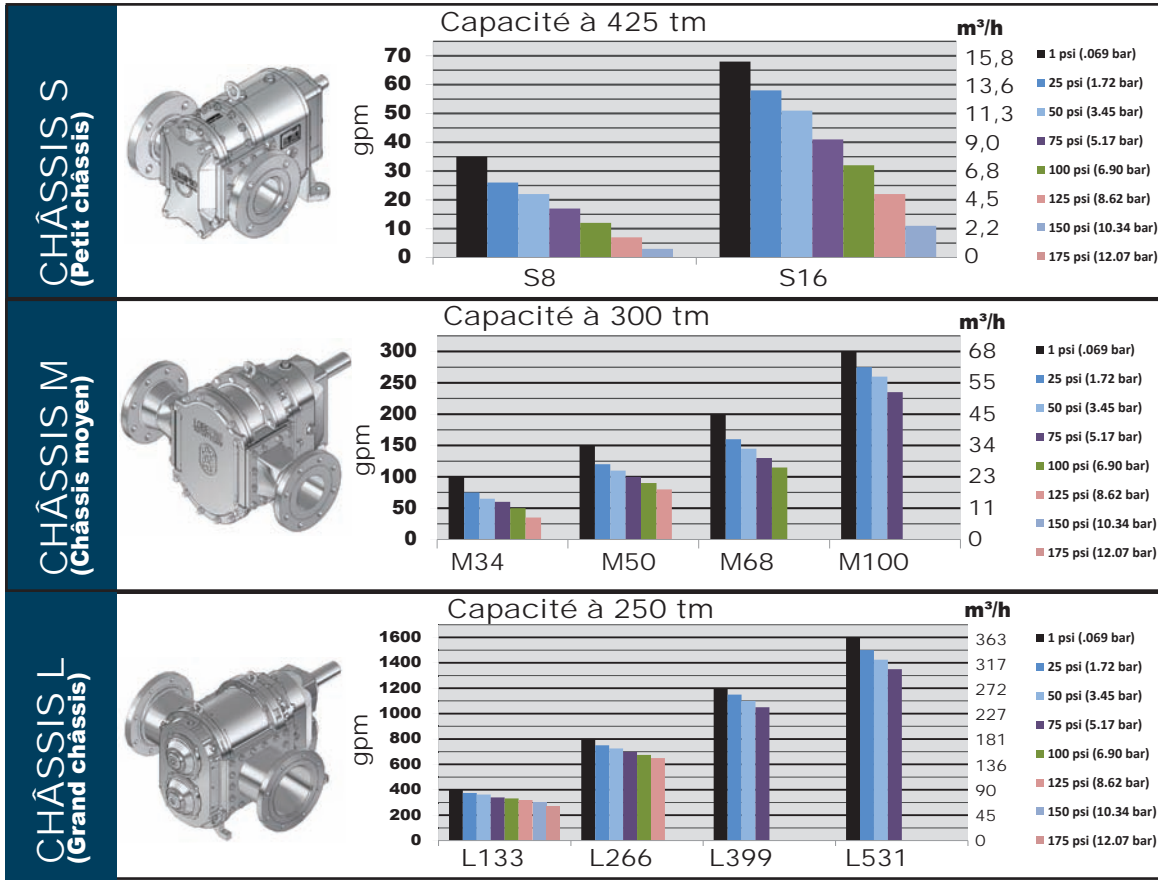 CHÂSSIS S
(Petit châssis)
Capacité à 425 tm
gpm
70
60
50
40
30
20
10
0
S8
S16
m³/h
15,8
13,6
11,3
9,0
6,8
4,5
2,2
0
1 psi (.069 bar)
25 psi (1.72 bar)
50 psi (3.45 bar)
75 psi (5.17 bar)
100 psi (6.90 bar)
125 psi (8.62 bar)
150 psi (10.34 bar)
175 psi (12.07 bar)
CHÂSSIS M
(Châssis moyen)
Capacité à 300 tm
gpm
300
250
200
150
100
50
0
M34
M50
M68
M100
m³/h
68
55
45
34
23
11
0
1 psi (.069 bar)
25 psi (1.72 bar)
50 psi (3.45 bar)
75 psi (5.17 bar)
100 psi (6.90 bar)
125 psi (8.62 bar)
150 psi (10.34 bar)
175 psi (12.07 bar)
CHÂSSIS L
(Grand châssis)
Capacité à 250 tm
gpm
1600
1400
1200
1000
800
600
400
200
0
L133
L266
L399
L531
m³/h
363
317
272
227
181
136
90
45
0
1 psi (.069 bar)
25 psi (1.72 bar)
50 psi (3.45 bar)
75 psi (5.17 bar)
100 psi (6.90 bar)
125 psi (8.62 bar)
150 psi (10.34 bar)
175 psi (12.07 bar)